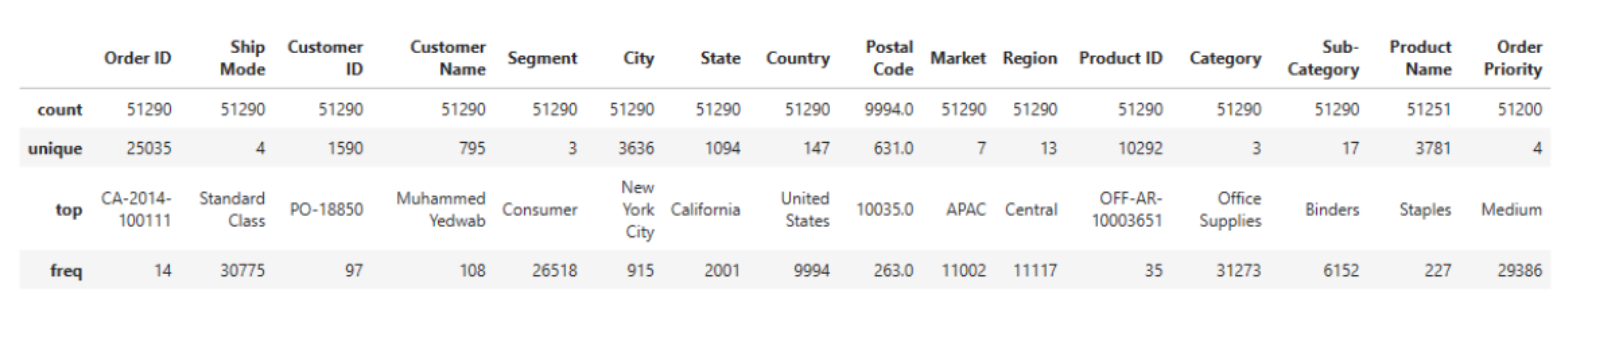 Order ID Ship Mode Customer ID Customer Name Segment City State Country Postal Code Market Region Product ID Category Sub-Category Product Name Order Priority
count 51290 51290 51290 51290 51290 51290 51290 51290 9994.0 51290 51290 51290 51290 51290 51251 51200
unique 25035 4 1590 795 3 3636 1094 147 631.0 7 13 10292 3 17 3781 4
top CA-2014-100111 Standard Class PO-18850 Muhammed Yedwab Consumer New York City California United States 10035.0 APAC Central OFF-AR-10003651 Office Supplies Binders Staples Medium
freq 14 30775 97 108 26518 915 2001 9994 263.0 11002 11117 35 31273 6152 227 29386